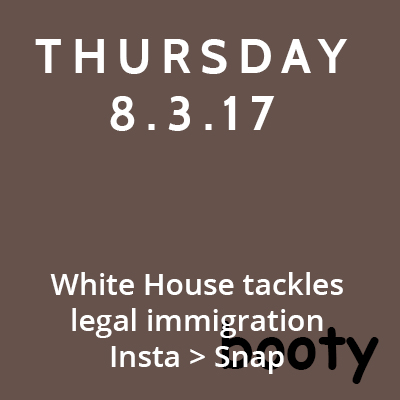 THURSDAY
8.3.17
White House tackles
legal immigration
Insta > Snap
booty